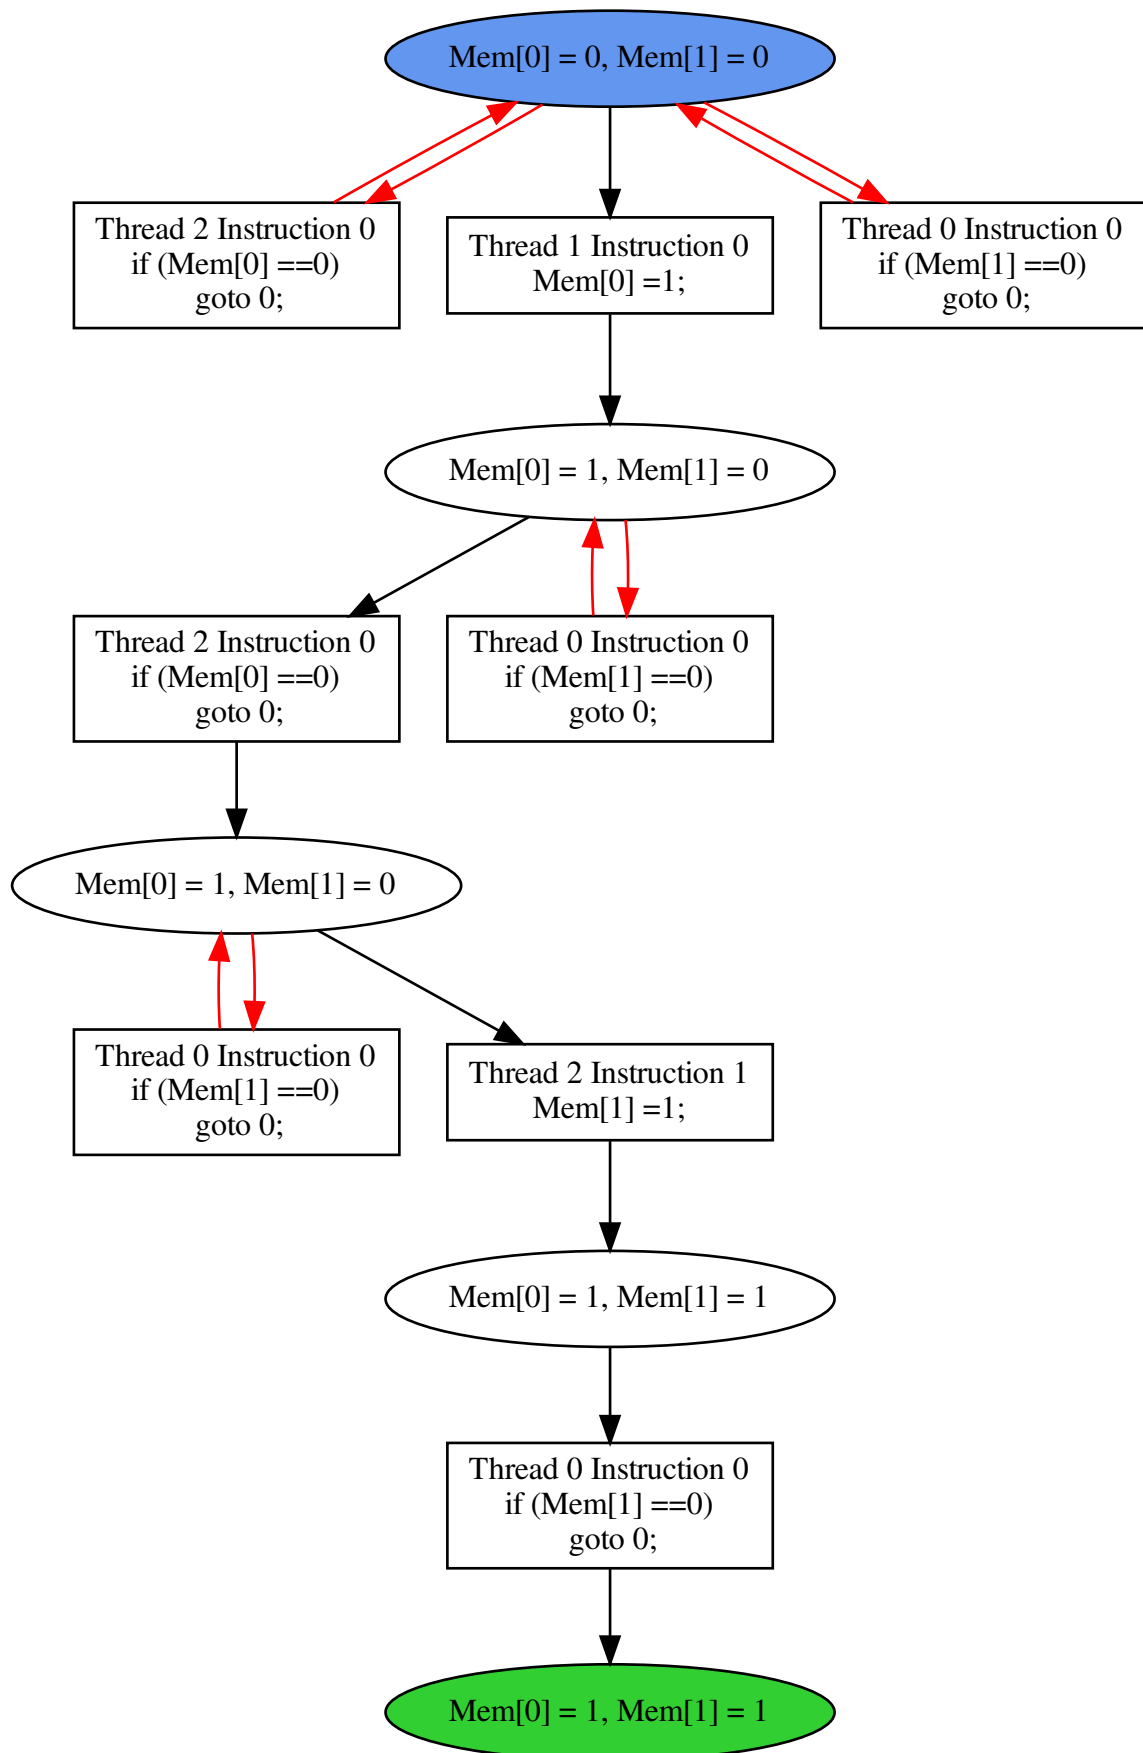 Mem[0] = 0, Mem[1] = 0
Thread 2 Instruction 0
if (Mem[0] ==0)
goto 0;
Thread 1 Instruction 0
Mem[0] =1;
Thread 0 Instruction 0
if (Mem[1] ==0)
goto 0;
Mem[0] = 1, Mem[1] = 0
Thread 2 Instruction 0
if (Mem[0] ==0)
goto 0;
Thread 0 Instruction 0
if (Mem[1] ==0)
goto 0;
Mem[0] = 1, Mem[1] = 0
Thread 0 Instruction 0
if (Mem[1] ==0)
goto 0;
Thread 2 Instruction 1
Mem[1] =1;
Mem[0] = 1, Mem[1] = 1
Thread 0 Instruction 0
if (Mem[1] ==0)
goto 0;
Mem[0] = 1, Mem[1] = 1